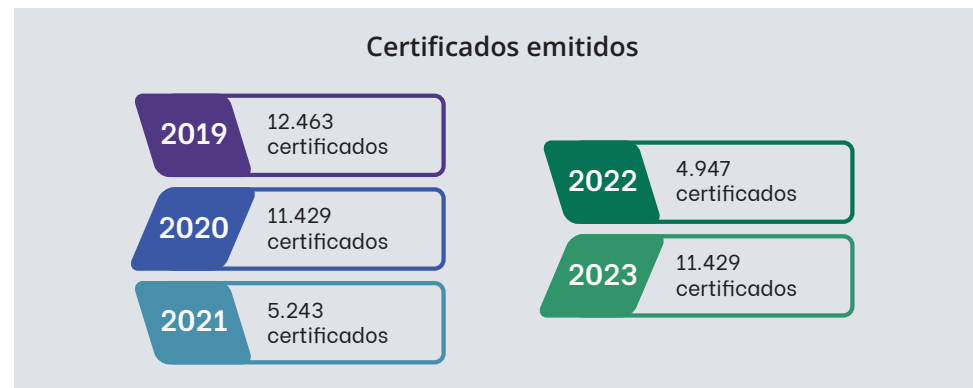 Certificados emitidos
2019
12.463
certificados
2020
11.429
certificados
2021
5.243
certificados
2022
4.947
certificados
2023
11.429
certificados